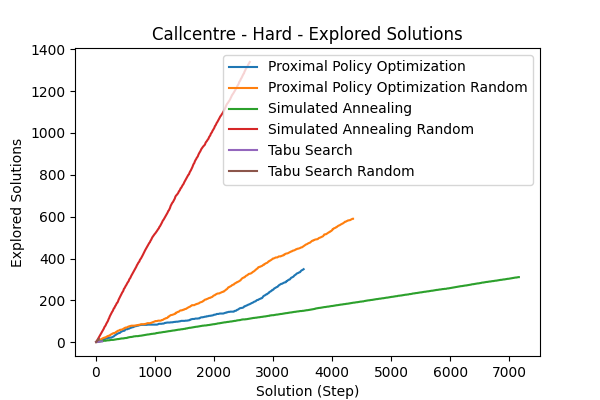 Callcentre - Hard - Explored Solutions
1400
1200
1000
800
600
400
200
0
Explored Solutions
Proximal Policy Optimization
Proximal Policy Optimization Random
Simulated Annealing
Simulated Annealing Random
Tabu Search
Tabu Search Random
0 1000 2000 3000 4000 5000 6000 7000
Solution (Step)